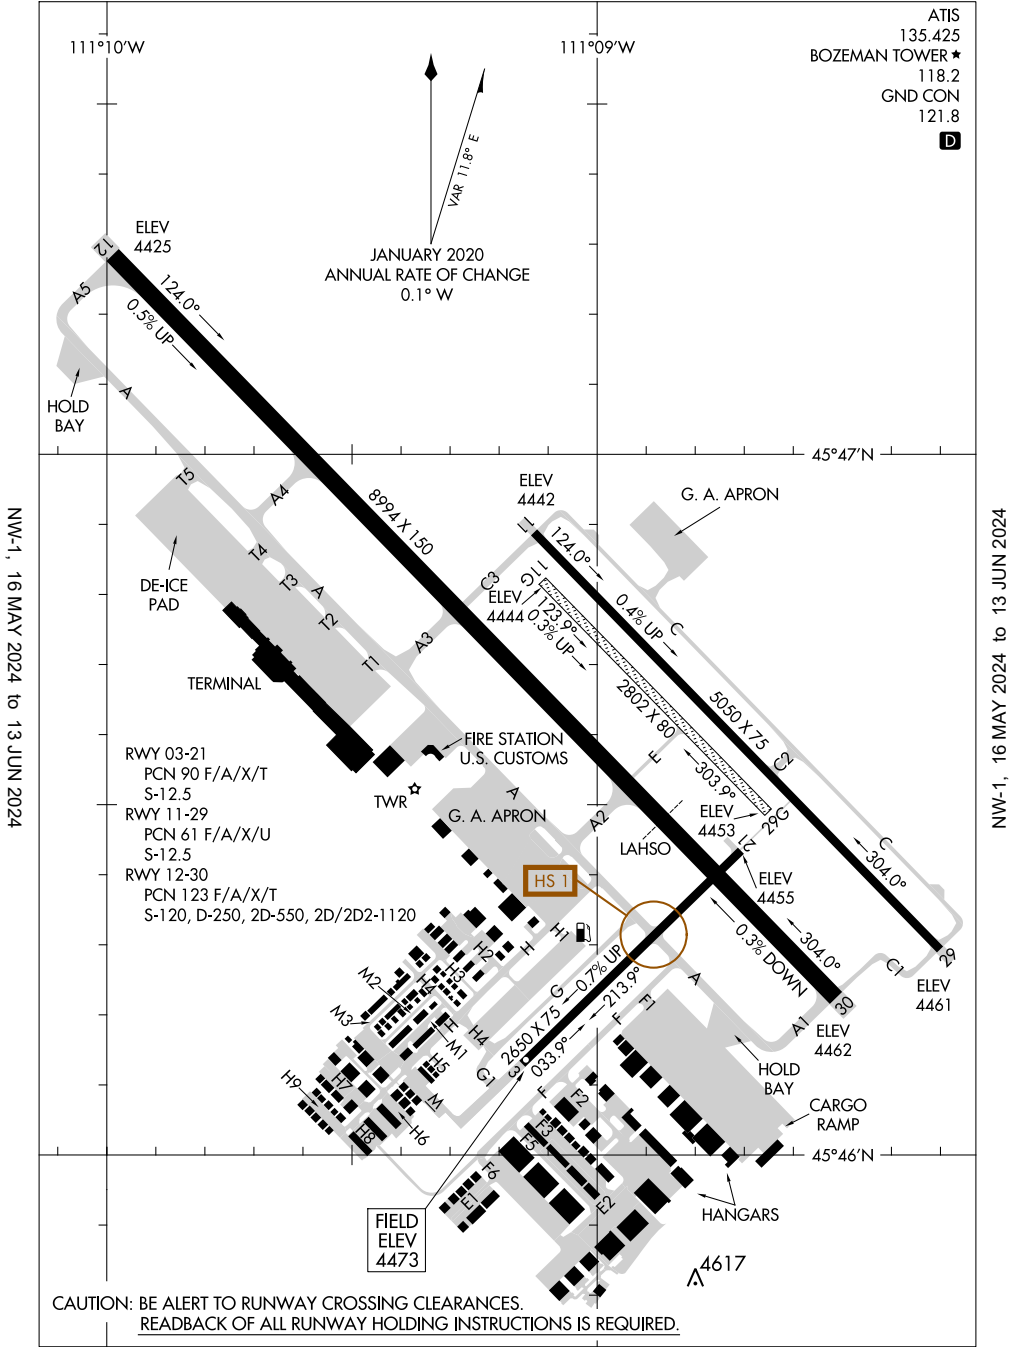 ATIS
135.425
BOZEMAN TOWER ★
118.2
GND CON
121.8
D
111°10'W
111°09'W
VAR 11.8° E
JANUARY 2020
ANNUAL RATE OF CHANGE
0.1° W
12
ELEV
4425
A5
124.0°
0.5% UP
HOLD
BAY
A
45°47'N
T5
A4
8994 X 150
ELEV
4442
G. A. APRON
11
124.0°
DE-ICE
PAD
T4
T3
A
T2
T1
A3
C3
11G
ELEV
4444
123.9°
0.3% UP
0.4% UP
C
TERMINAL
2802 X 80
5050 X 75
FIRE STATION
U.S. CUSTOMS
E
303.9°
C2
TWR
A
G. A. APRON
A2
LAHSO
ELEV
4453
29G
21
C
304.0°
RWY 03-21
PCN 90 F/A/X/T
S-12.5
RWY 11-29
PCN 61 F/A/X/U
S-12.5
RWY 12-30
PCN 123 F/A/X/T
S-120, D-250, 2D-550, 2D/2D2-1120
HS 1
ELEV
4455
H1
H
H2
H3
H4
M2
M3
H
M1
H4
H5
G
0.7% UP
213.9°
2650 X 75
033.9°
G1
3
A
F1
F
0.3% DOWN
304.0°
C1
29
ELEV
4461
30
A1
ELEV
4462
HOLD
BAY
CARGO
RAMP
H9
H7
H8
H6
M
F
F2
F3
F5
F6
E1
E2
45°46'N
HANGARS
FIELD
ELEV
4473
4617
CAUTION: BE ALERT TO RUNWAY CROSSING CLEARANCES.
READBACK OF ALL RUNWAY HOLDING INSTRUCTIONS IS REQUIRED.
NW-1, 16 MAY 2024 to 13 JUN 2024
NW-1, 16 MAY 2024 to 13 JUN 2024